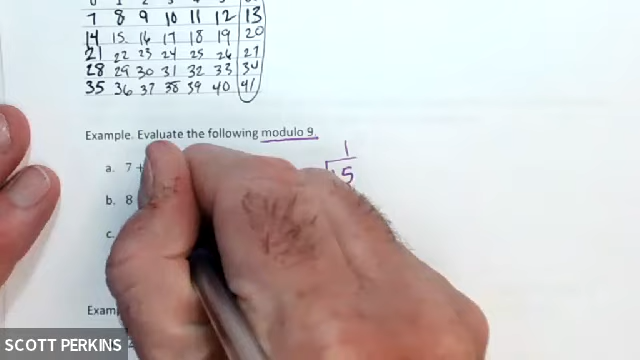 7 8 9 10 11 12 13
14 15 16 17 18 19 20
21 22 23 24 25 26 27
28 29 30 31 32 33 34
35 36 37 38 39 40 41
Example. Evaluate the following modulo 9.
1
a. 7 +
5
b. 8
c.
SCOTT PERKINS